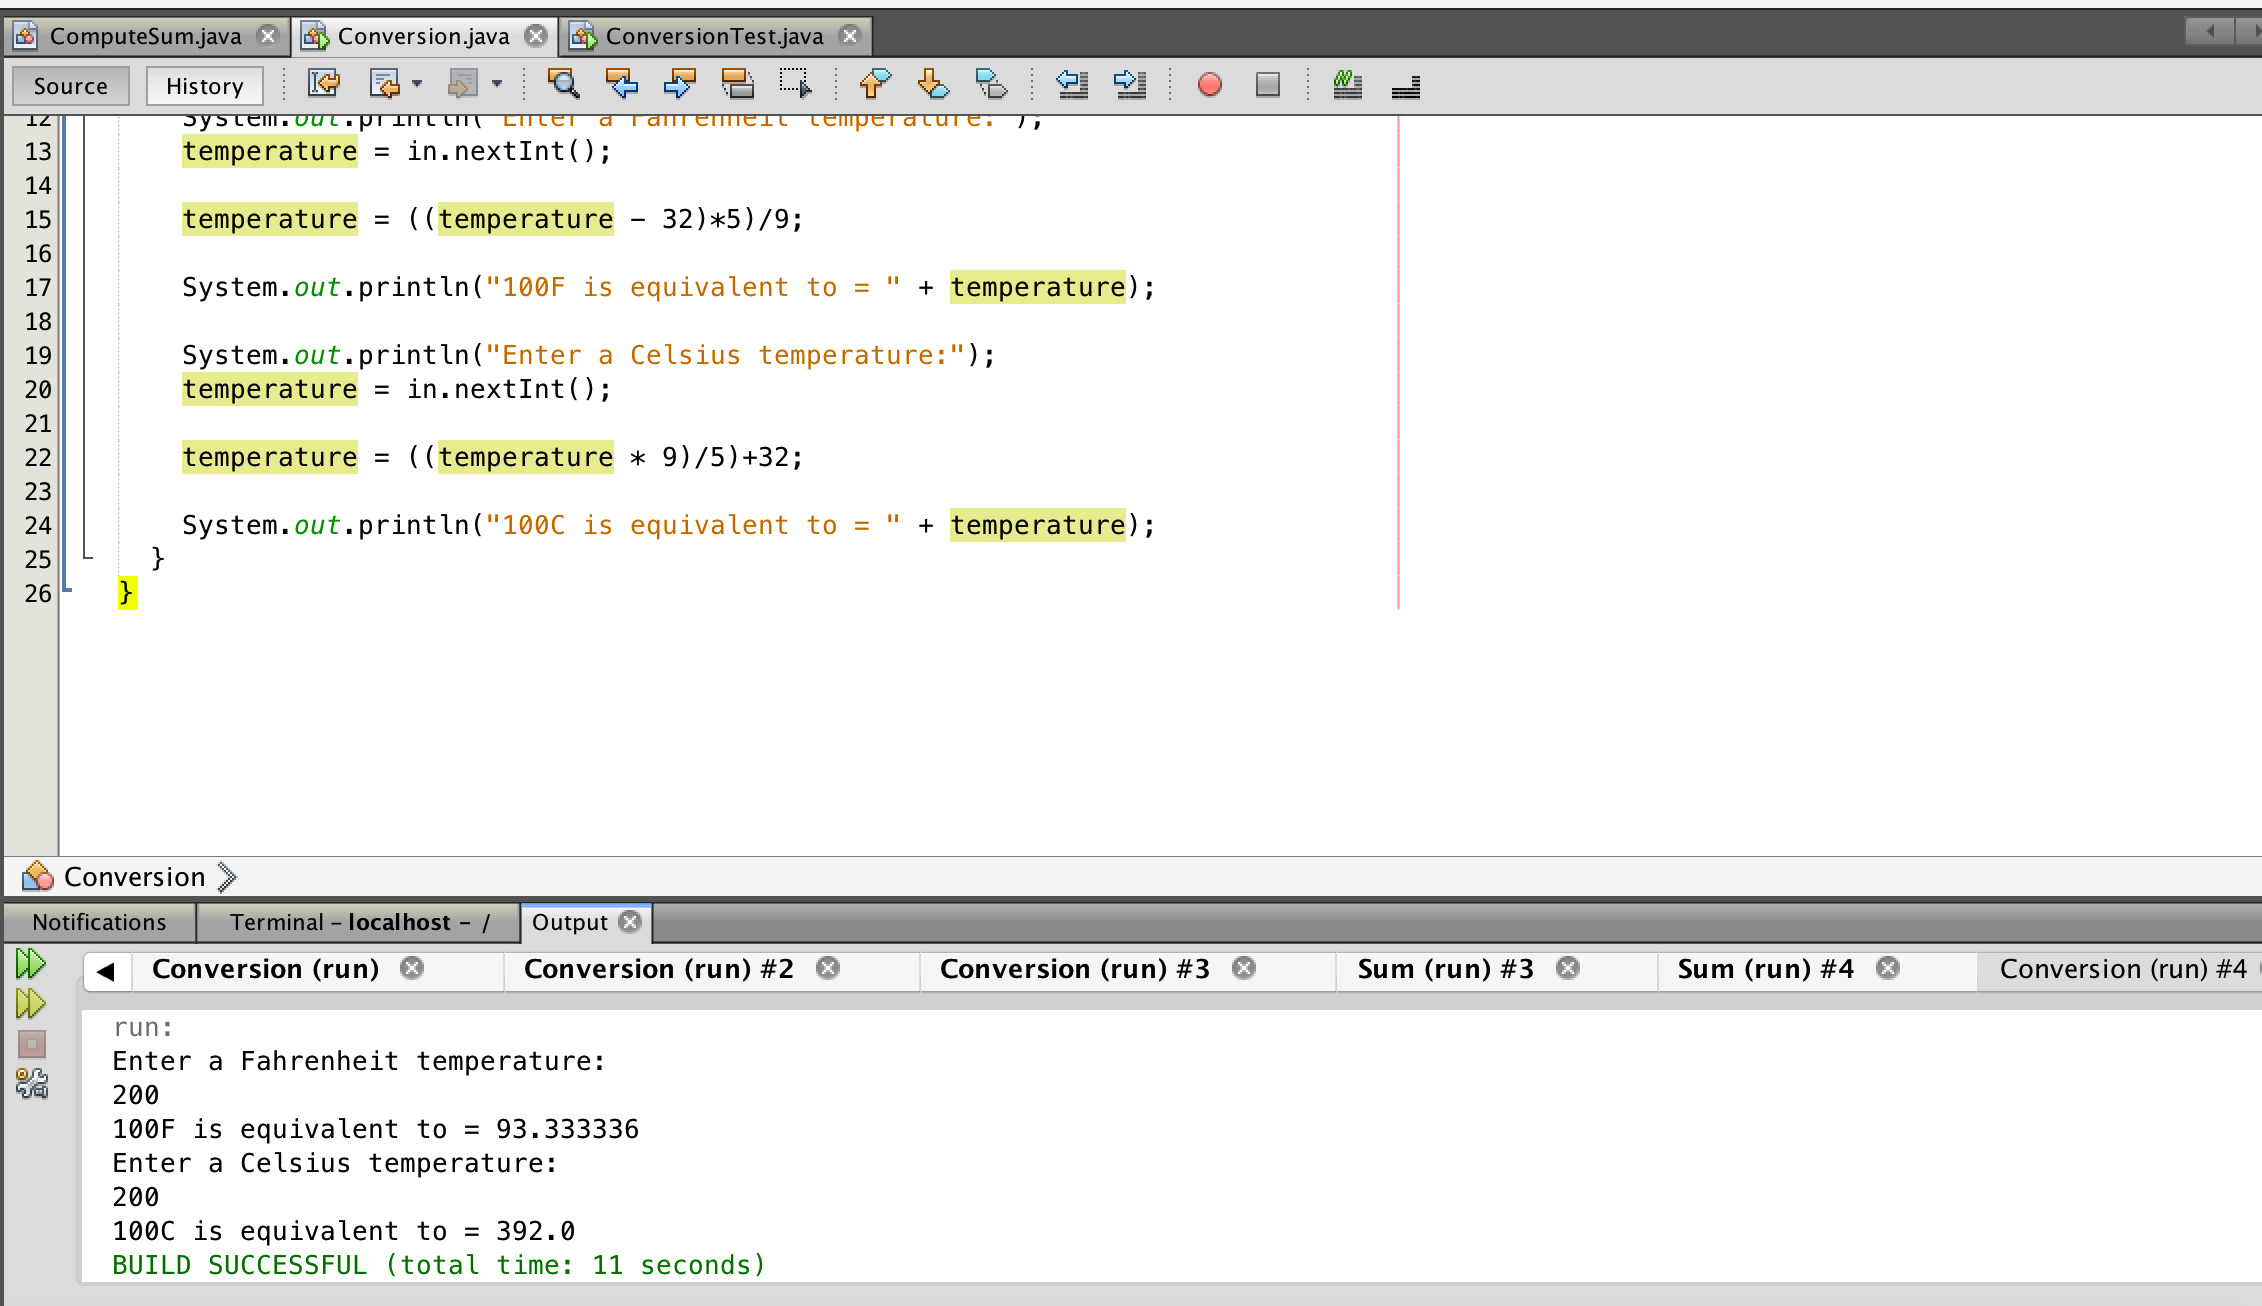 ComputeSum.java Conversion.java ConversionTest.java
Source History
12 System.out.println("Enter a Fahrenheit temperature:");
13 temperature = in.nextInt();
14
15 temperature = ((temperature - 32)*5)/9;
16
17 System.out.println("100F is equivalent to = " + temperature);
18
19 System.out.println("Enter a Celsius temperature:");
20 temperature = in.nextInt();
21
22 temperature = ((temperature * 9)/5)+32;
23
24 System.out.println("100C is equivalent to = " + temperature);
25 }
26 }
Conversion
Notifications Terminal - localhost - / Output
Conversion (run) Conversion (run) #2 Conversion (run) #3 Sum (run) #3 Sum (run) #4 Conversion (run) #4
run:
Enter a Fahrenheit temperature:
200
100F is equivalent to = 93.333336
Enter a Celsius temperature:
200
100C is equivalent to = 392.0
BUILD SUCCESSFUL (total time: 11 seconds)